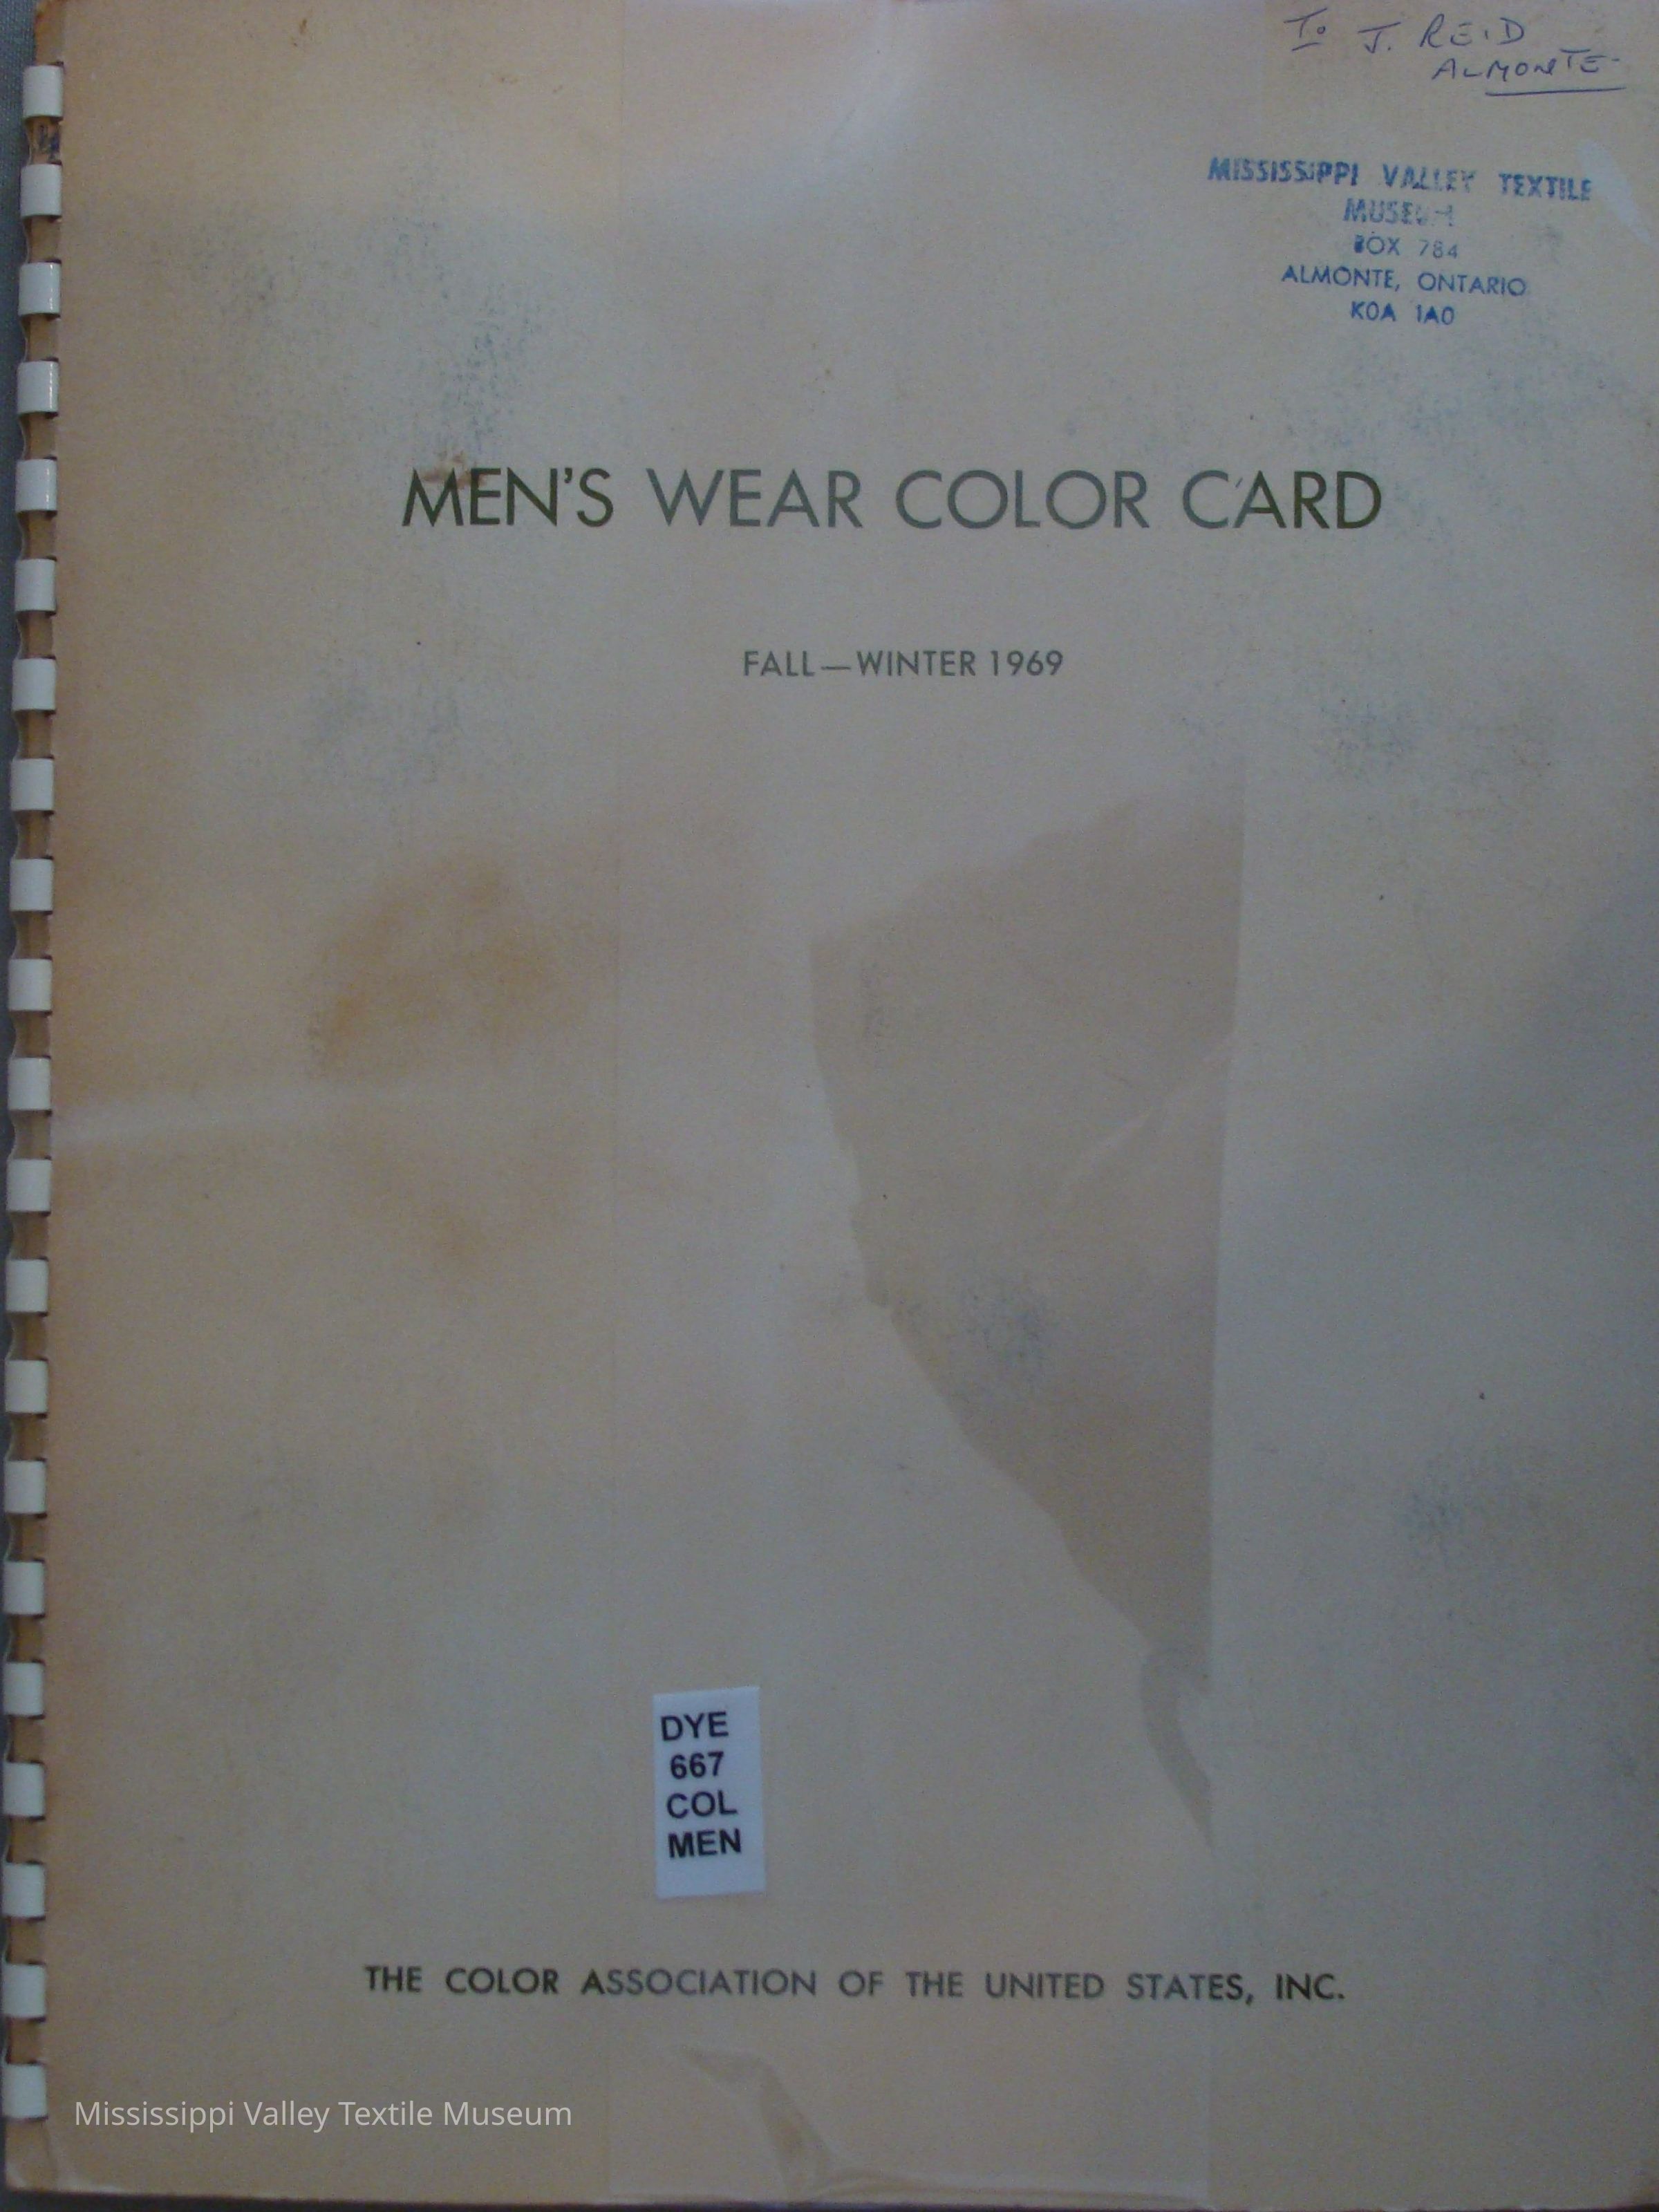 To J. REID
ALMONTE
MISSISSIPPI VALLEY TEXTILE
MUSEUM
BOX 784
ALMONTE, ONTARIO
K0A 1A0
MEN'S WEAR COLOR CARD
FALL—WINTER 1969
DYE
667
COL
MEN
THE COLOR ASSOCIATION OF THE UNITED STATES, INC.
Mississippi Valley Textile Museum